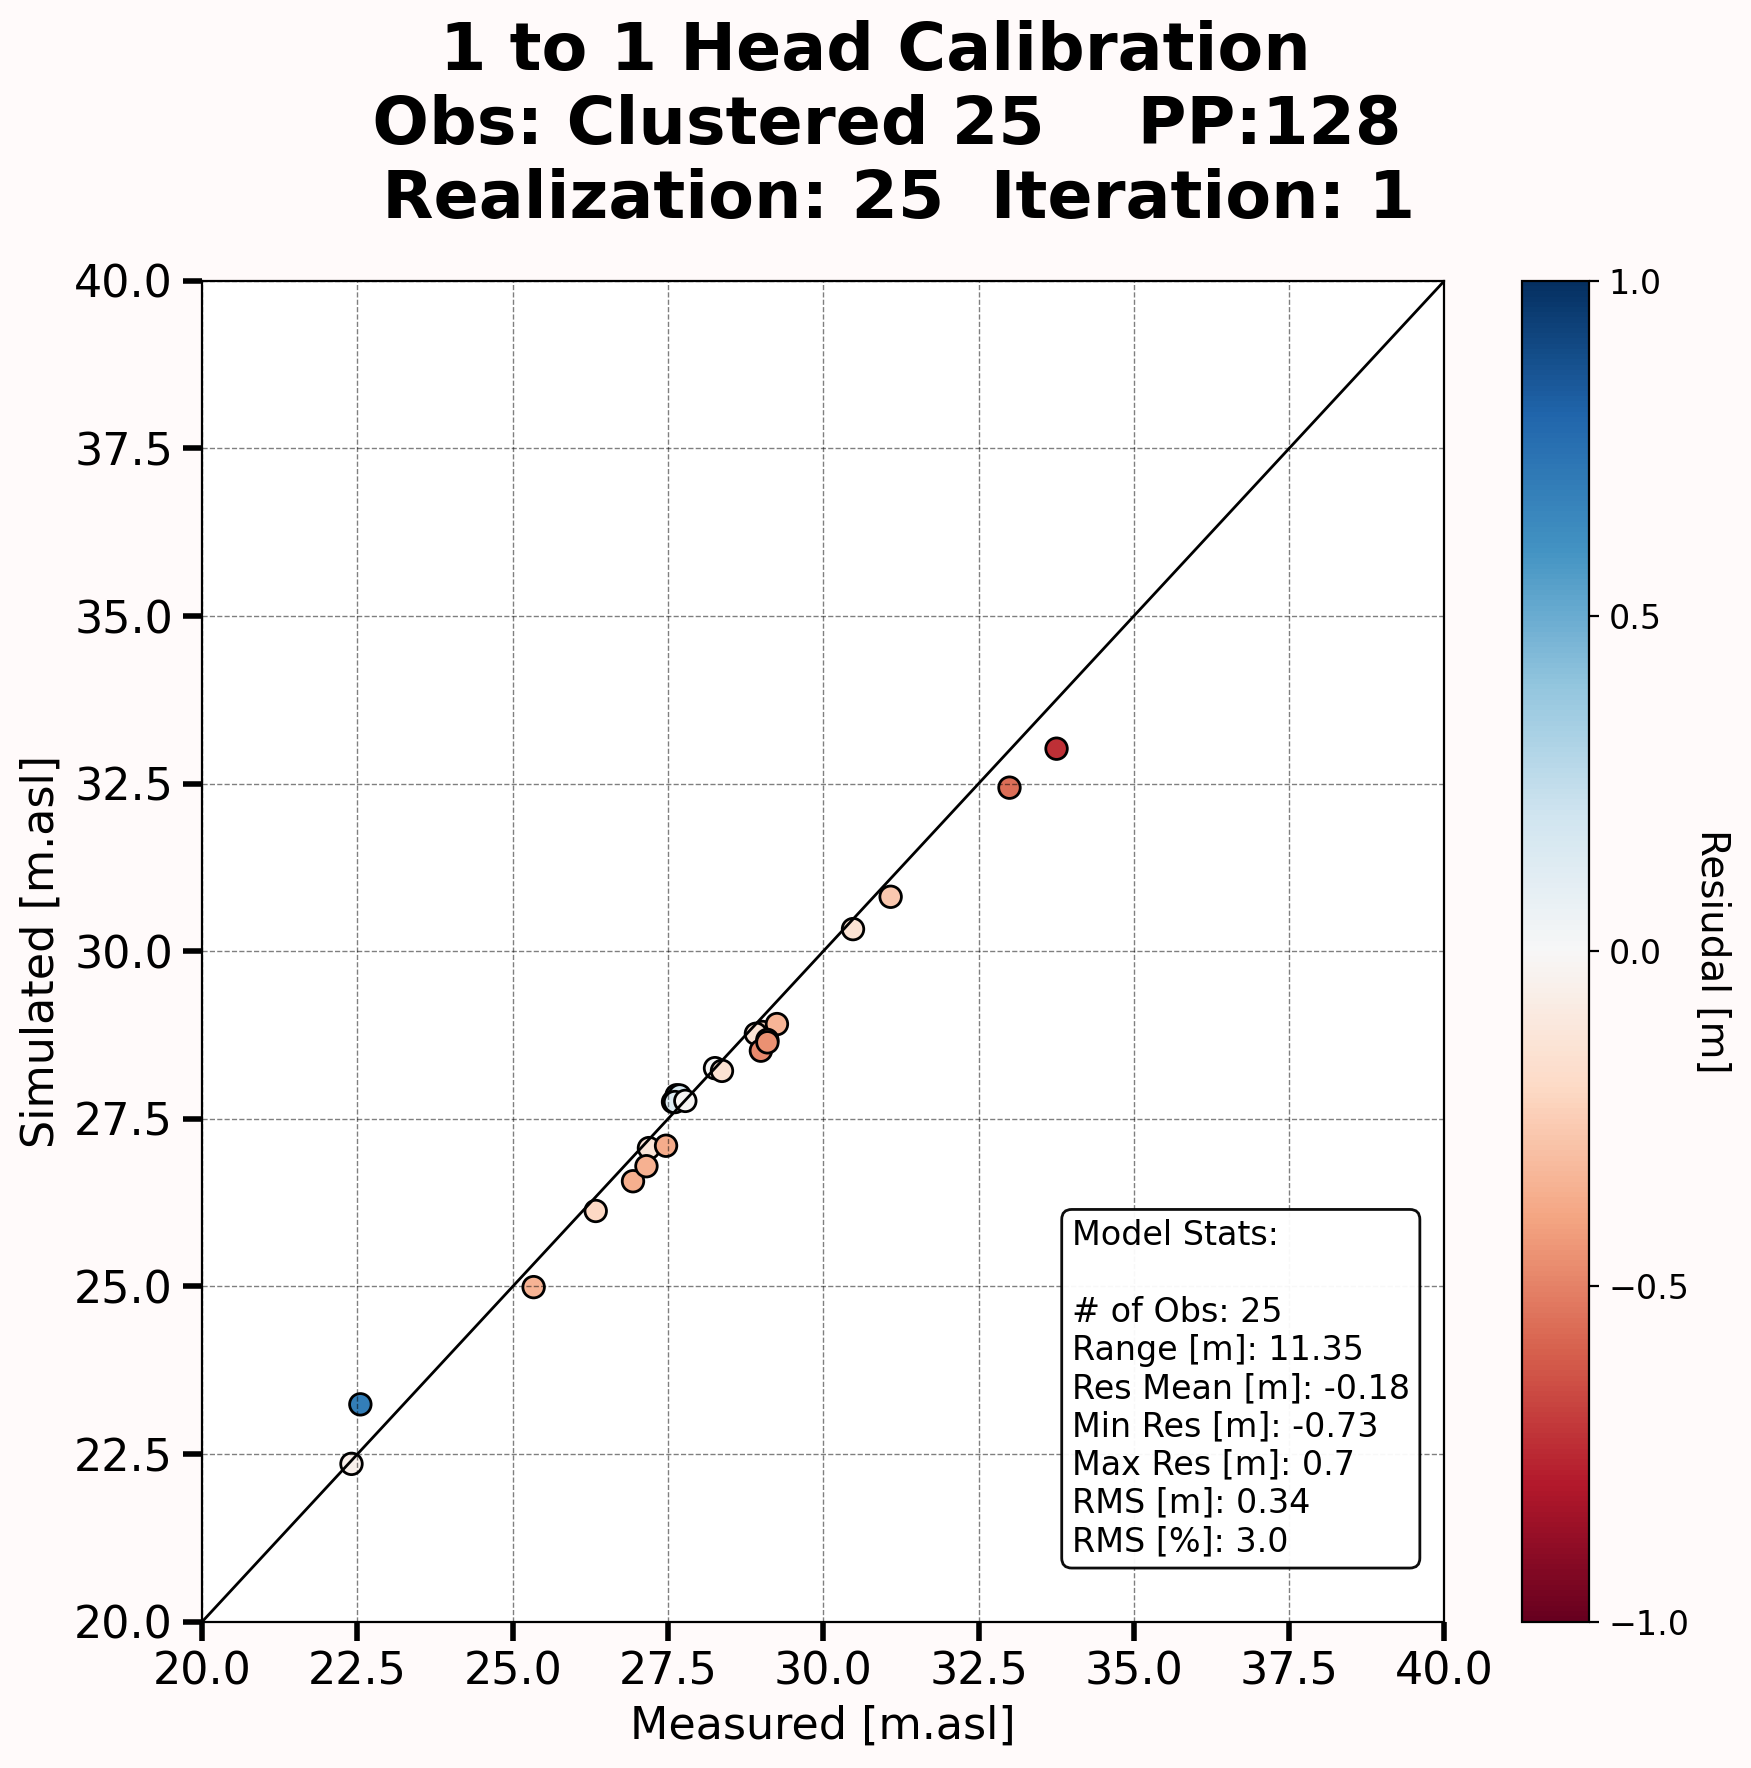 1 to 1 Head Calibration
Obs: Clustered 25    PP:128
Realization: 25  Iteration: 1
40.0
37.5
35.0
32.5
30.0
27.5
25.0
22.5
20.0
Simulated [m.asl]
20.0 22.5 25.0 27.5 30.0 32.5 35.0 37.5 40.0
Measured [m.asl]
Model Stats:
# of Obs: 25
Range [m]: 11.35
Res Mean [m]: -0.18
Min Res [m]: -0.73
Max Res [m]: 0.7
RMS [m]: 0.34
RMS [%]: 3.0
1.0
0.5
0.0
−0.5
−1.0
Resiudal [m]